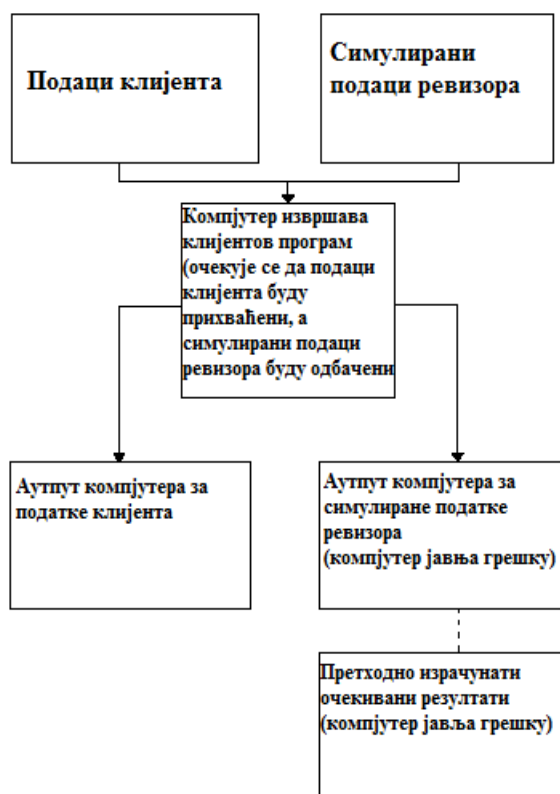 Подаци клијента
Симулирани
подаци ревизора
Компјутер извршава
клијентов програм
(очекује се да подаци
клијента буду
прихваћени, а
симулирани подаци
ревизора буду одбачени
Аутпут компјутера за
податке клијента
Аутпут компјутера за
симулиране податке
ревизора
(компјутер јавња грешку)
Претходно израчунати
очекивани резултати
(компјутер јавља грешку)